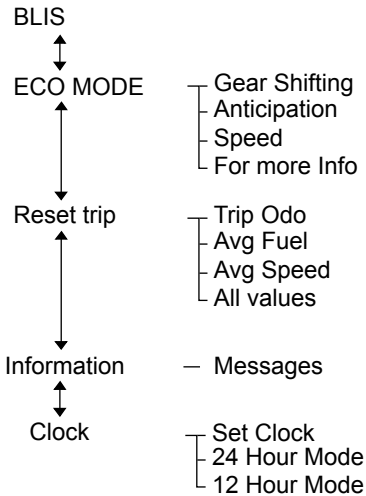 BLIS
ECO MODE
Gear Shifting
Anticipation
Speed
For more Info
Reset trip
Trip Odo
Avg Fuel
Avg Speed
All values
Information
Messages
Clock
Set Clock
24 Hour Mode
12 Hour Mode